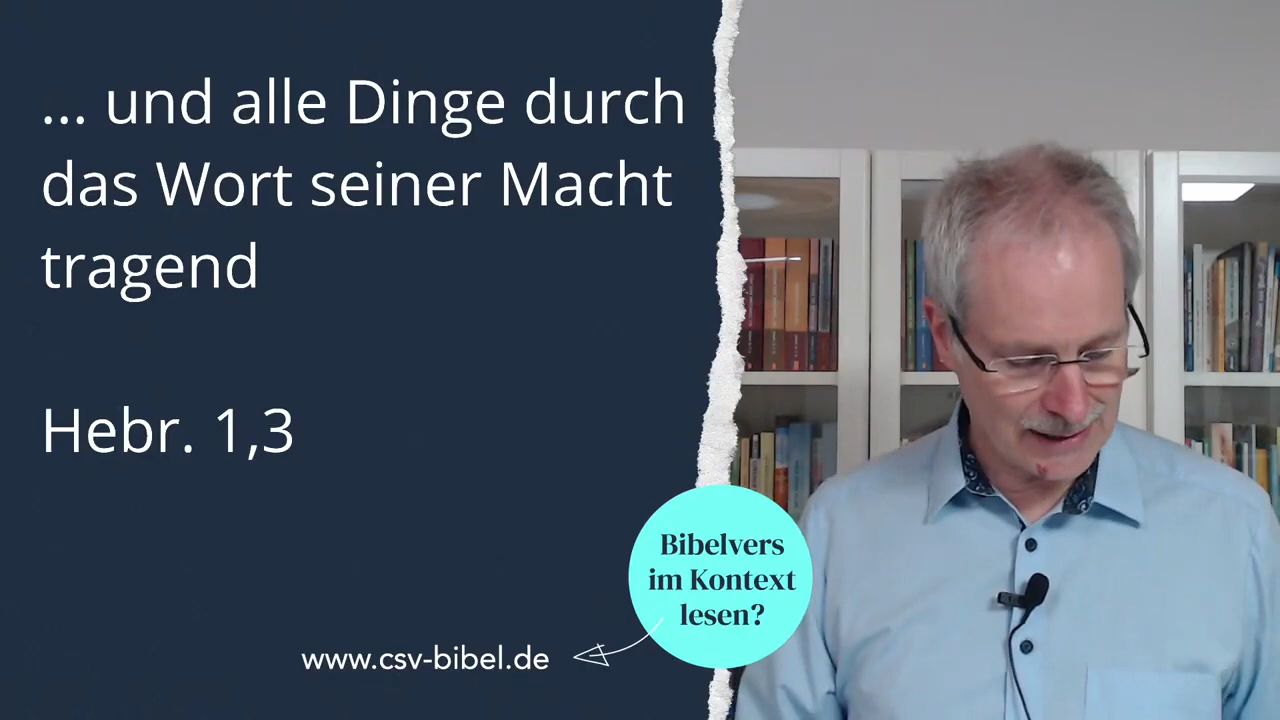 ... und alle Dinge durch
das Wort seiner Macht
tragend
Hebr. 1,3
Bibelvers
im Kontext
lesen?
www.csv-bibel.de